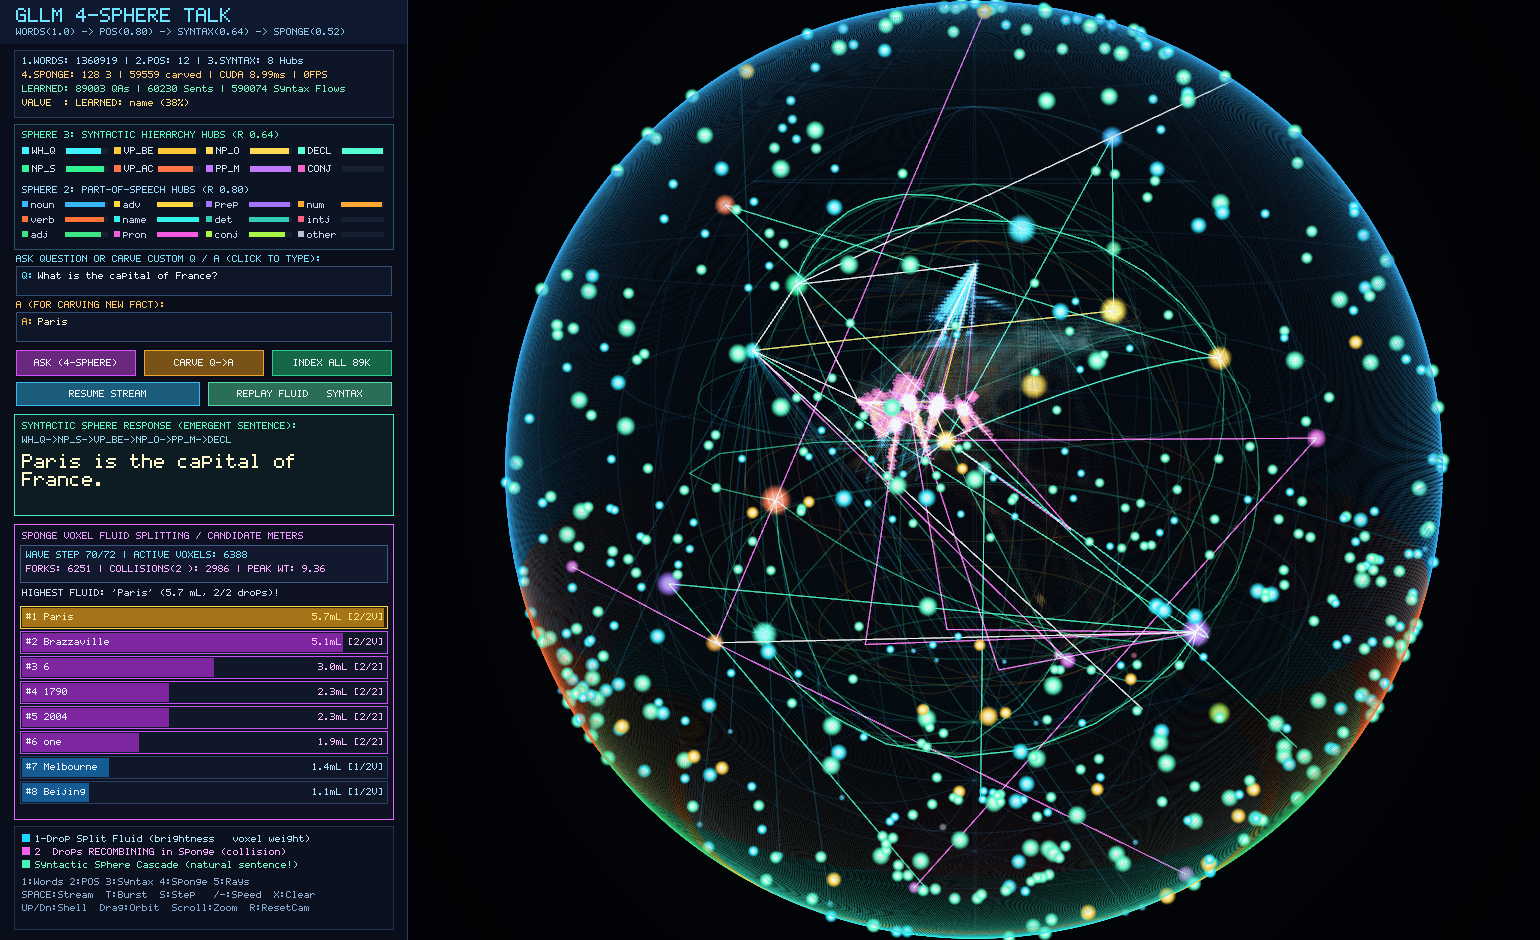 GLLM 4-SPHERE TALK
WORDS(1.0) -> POS(0.80) -> SYNTAX(0.64) -> SPONGE(0.52)
1.WORDS: 1360919 | 2.POS: 12 | 3.SYNTAX: 8 Hubs
4.SPONGE: 128 3 | 59559 carved | CUDA 8.99ms | 0FPS
LEARNED: 89003 QAs | 60230 Sents | 590074 Syntax Flows
VALVE : LEARNED: name (38%)
SPHERE 3: SYNTACTIC HIERARCHY HUBS (R 0.64)
WH_Q VP_BE NP_O DECL
NP_S VP_AC PP_M CONJ
SPHERE 2: PART-OF-SPEECH HUBS (R 0.80)
noun adv PreP num
verb name det intj
adj Pron conj other
ASK QUESTION OR CARVE CUSTOM Q / A (CLICK TO TYPE):
Q: What is the caPital of France?
A (FOR CARVING NEW FACT):
A: Paris
ASK (4-SPHERE) CARVE Q->A INDEX ALL 89K
RESUME STREAM REPLAY FLUID SYNTAX
SYNTACTIC SPHERE RESPONSE (EMERGENT SENTENCE):
WH_Q->NP_S->VP_BE->NP_O->PP_M->DECL
Paris is the caPital of
France.
SPONGE VOXEL FLUID SPLITTING / CANDIDATE METERS
WAVE STEP 70/72 | ACTIVE VOXELS: 6388
FORKS: 6251 | COLLISIONS(2 ): 2986 | PEAK WT: 9.36
HIGHEST FLUID: 'Paris' (5.7 mL, 2/2 droPs)!
#1 Paris 5.7mL [2/2V]
#2 Brazzaville 5.1mL [2/2V]
#3 6 3.0mL [2/2]
#4 1790 2.3mL [2/2]
#5 2004 2.3mL [2/2]
#6 one 1.9mL [2/2]
#7 Melbourne 1.4mL [1/2V]
#8 Beijing 1.1mL [1/2V]
1-DroP SPlit Fluid (brightness voxel weight)
2 DroPs RECOMBINING in SPonge (collision)
Syntactic SPhere Cascade (natural sentence!)
1:Words 2:POS 3:Syntax 4:SPonge 5:Rays
SPACE:Stream T:Burst S:SteP /-:SPeed X:Clear
UP/Dn:Shell Drag:Orbit Scroll:Zoom R:ResetCam